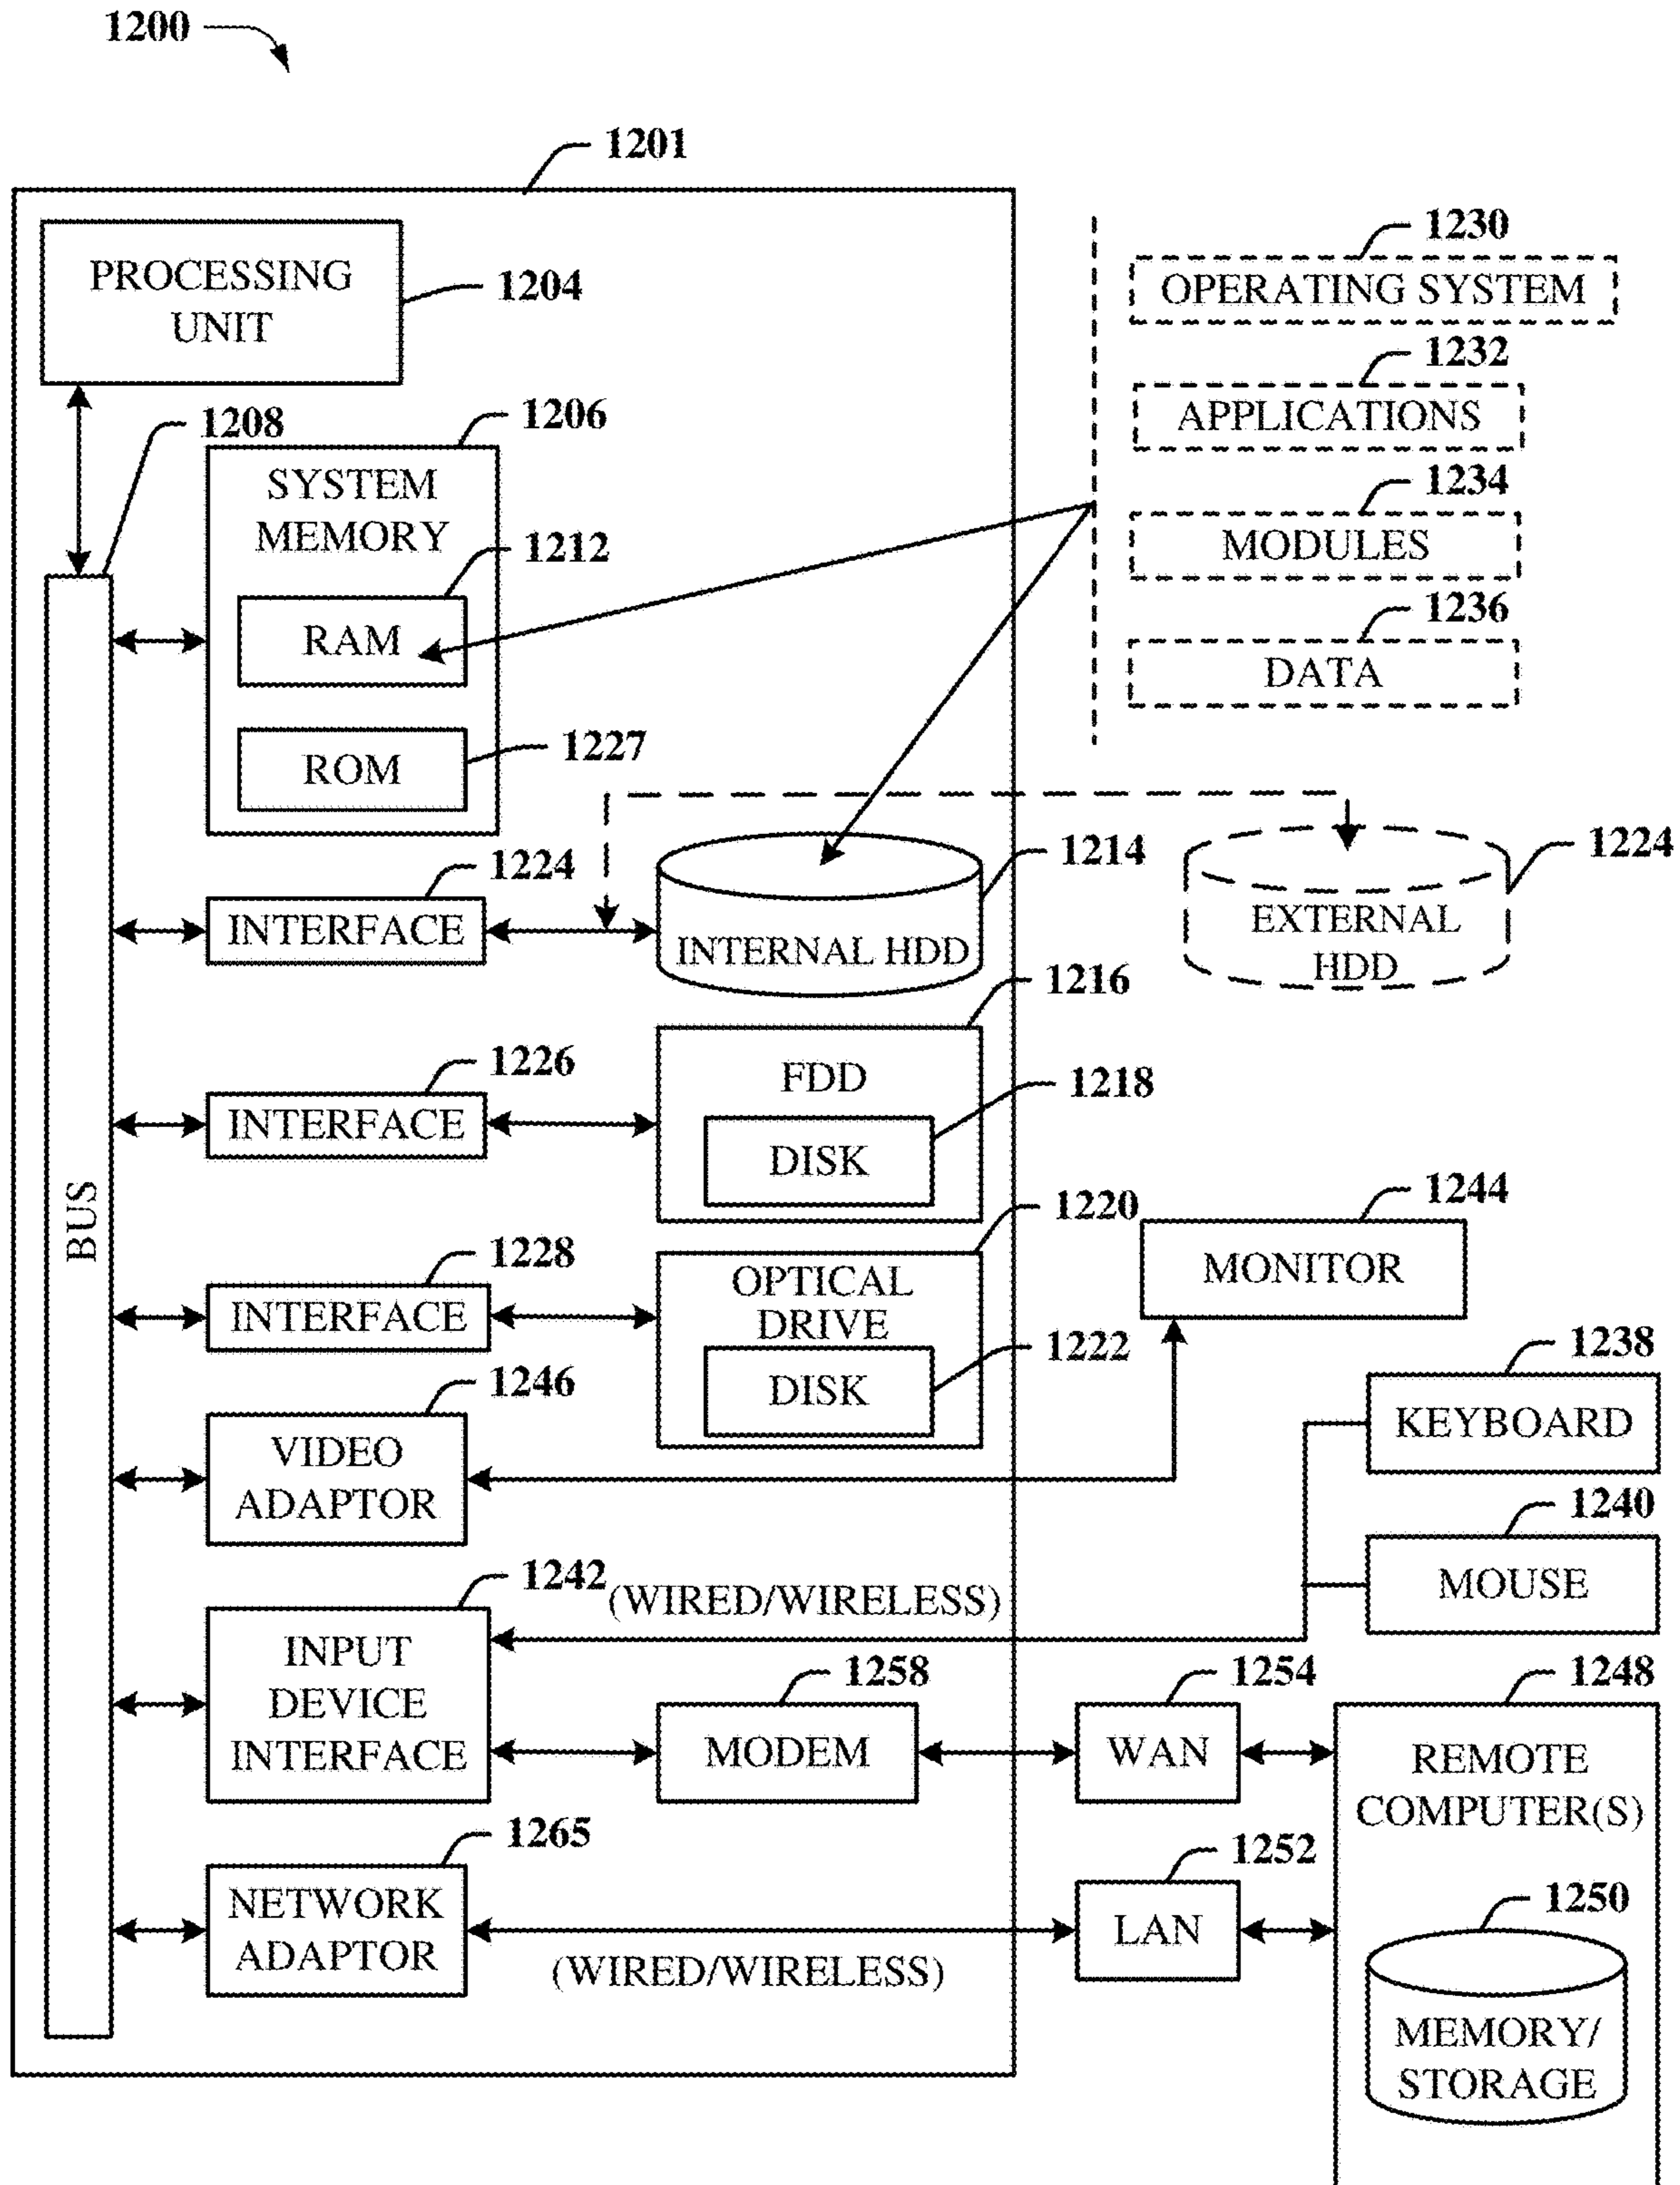 1200
1201
PROCESSING
UNIT
1204
1208
1206
SYSTEM
MEMORY
1212
RAM
ROM
1227
1230
OPERATING SYSTEM
1232
APPLICATIONS
1234
MODULES
1236
DATA
BUS
1224
INTERFACE
1214
INTERNAL HDD
1224
EXTERNAL
HDD
1226
INTERFACE
1216
FDD
1218
DISK
1228
INTERFACE
1220
OPTICAL
DRIVE
1222
DISK
1244
MONITOR
1246
VIDEO
ADAPTOR
1238
KEYBOARD
1240
MOUSE
1242
(WIRED/WIRELESS)
INPUT
DEVICE
INTERFACE
1258
MODEM
1254
WAN
1248
REMOTE
COMPUTER(S)
1265
NETWORK
ADAPTOR
(WIRED/WIRELESS)
1252
LAN
1250
MEMORY/
STORAGE